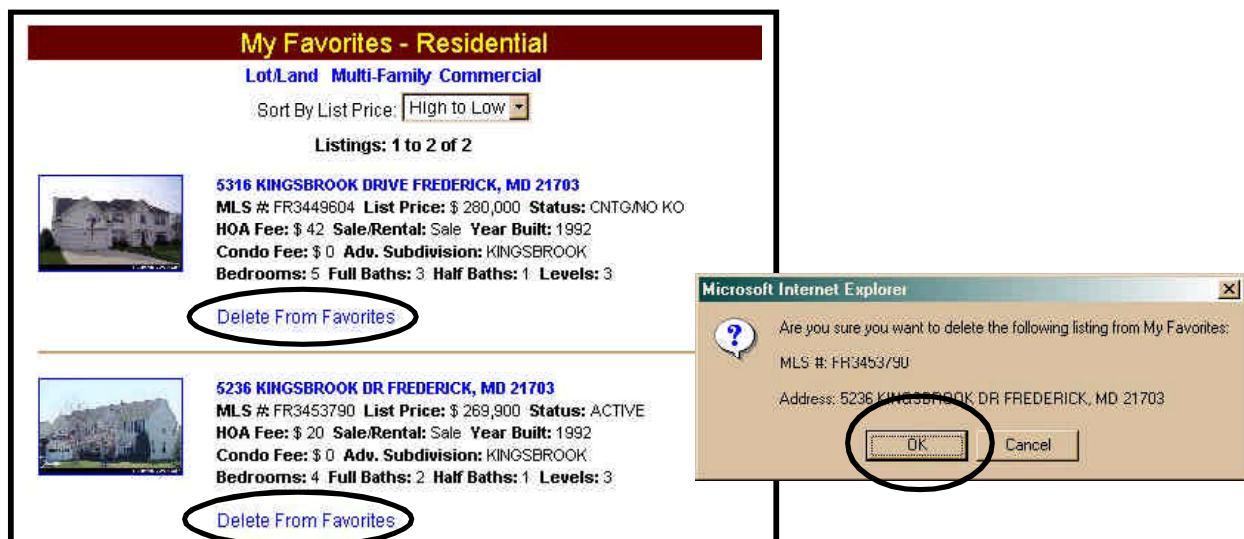 My Favorites - Residential
Lot/Land Multi-Family Commercial
Sort By List Price: High to Low
Listings: 1 to 2 of 2
5316 KINGSBROOK DRIVE FREDERICK, MD 21703
MLS #: FR3449604 List Price: $ 280,000 Status: CNTG/NO KO
HOA Fee: $ 42 Sale/Rental: Sale Year Built: 1992
Condo Fee: $ 0 Adv. Subdivision: KINGSBROOK
Bedrooms: 5 Full Baths: 3 Half Baths: 1 Levels: 3
Delete From Favorites
5236 KINGSBROOK DR FREDERICK, MD 21703
MLS #: FR3453790 List Price: $ 269,900 Status: ACTIVE
HOA Fee: $ 20 Sale/Rental: Sale Year Built: 1992
Condo Fee: $ 0 Adv. Subdivision: KINGSBROOK
Bedrooms: 4 Full Baths: 2 Half Baths: 1 Levels: 3
Delete From Favorites
Microsoft Internet Explorer
Are you sure you want to delete the following listing from My Favorites:
MLS #: FR3453790
Address: 5236 KINGSBROOK DR FREDERICK, MD 21703
OK Cancel